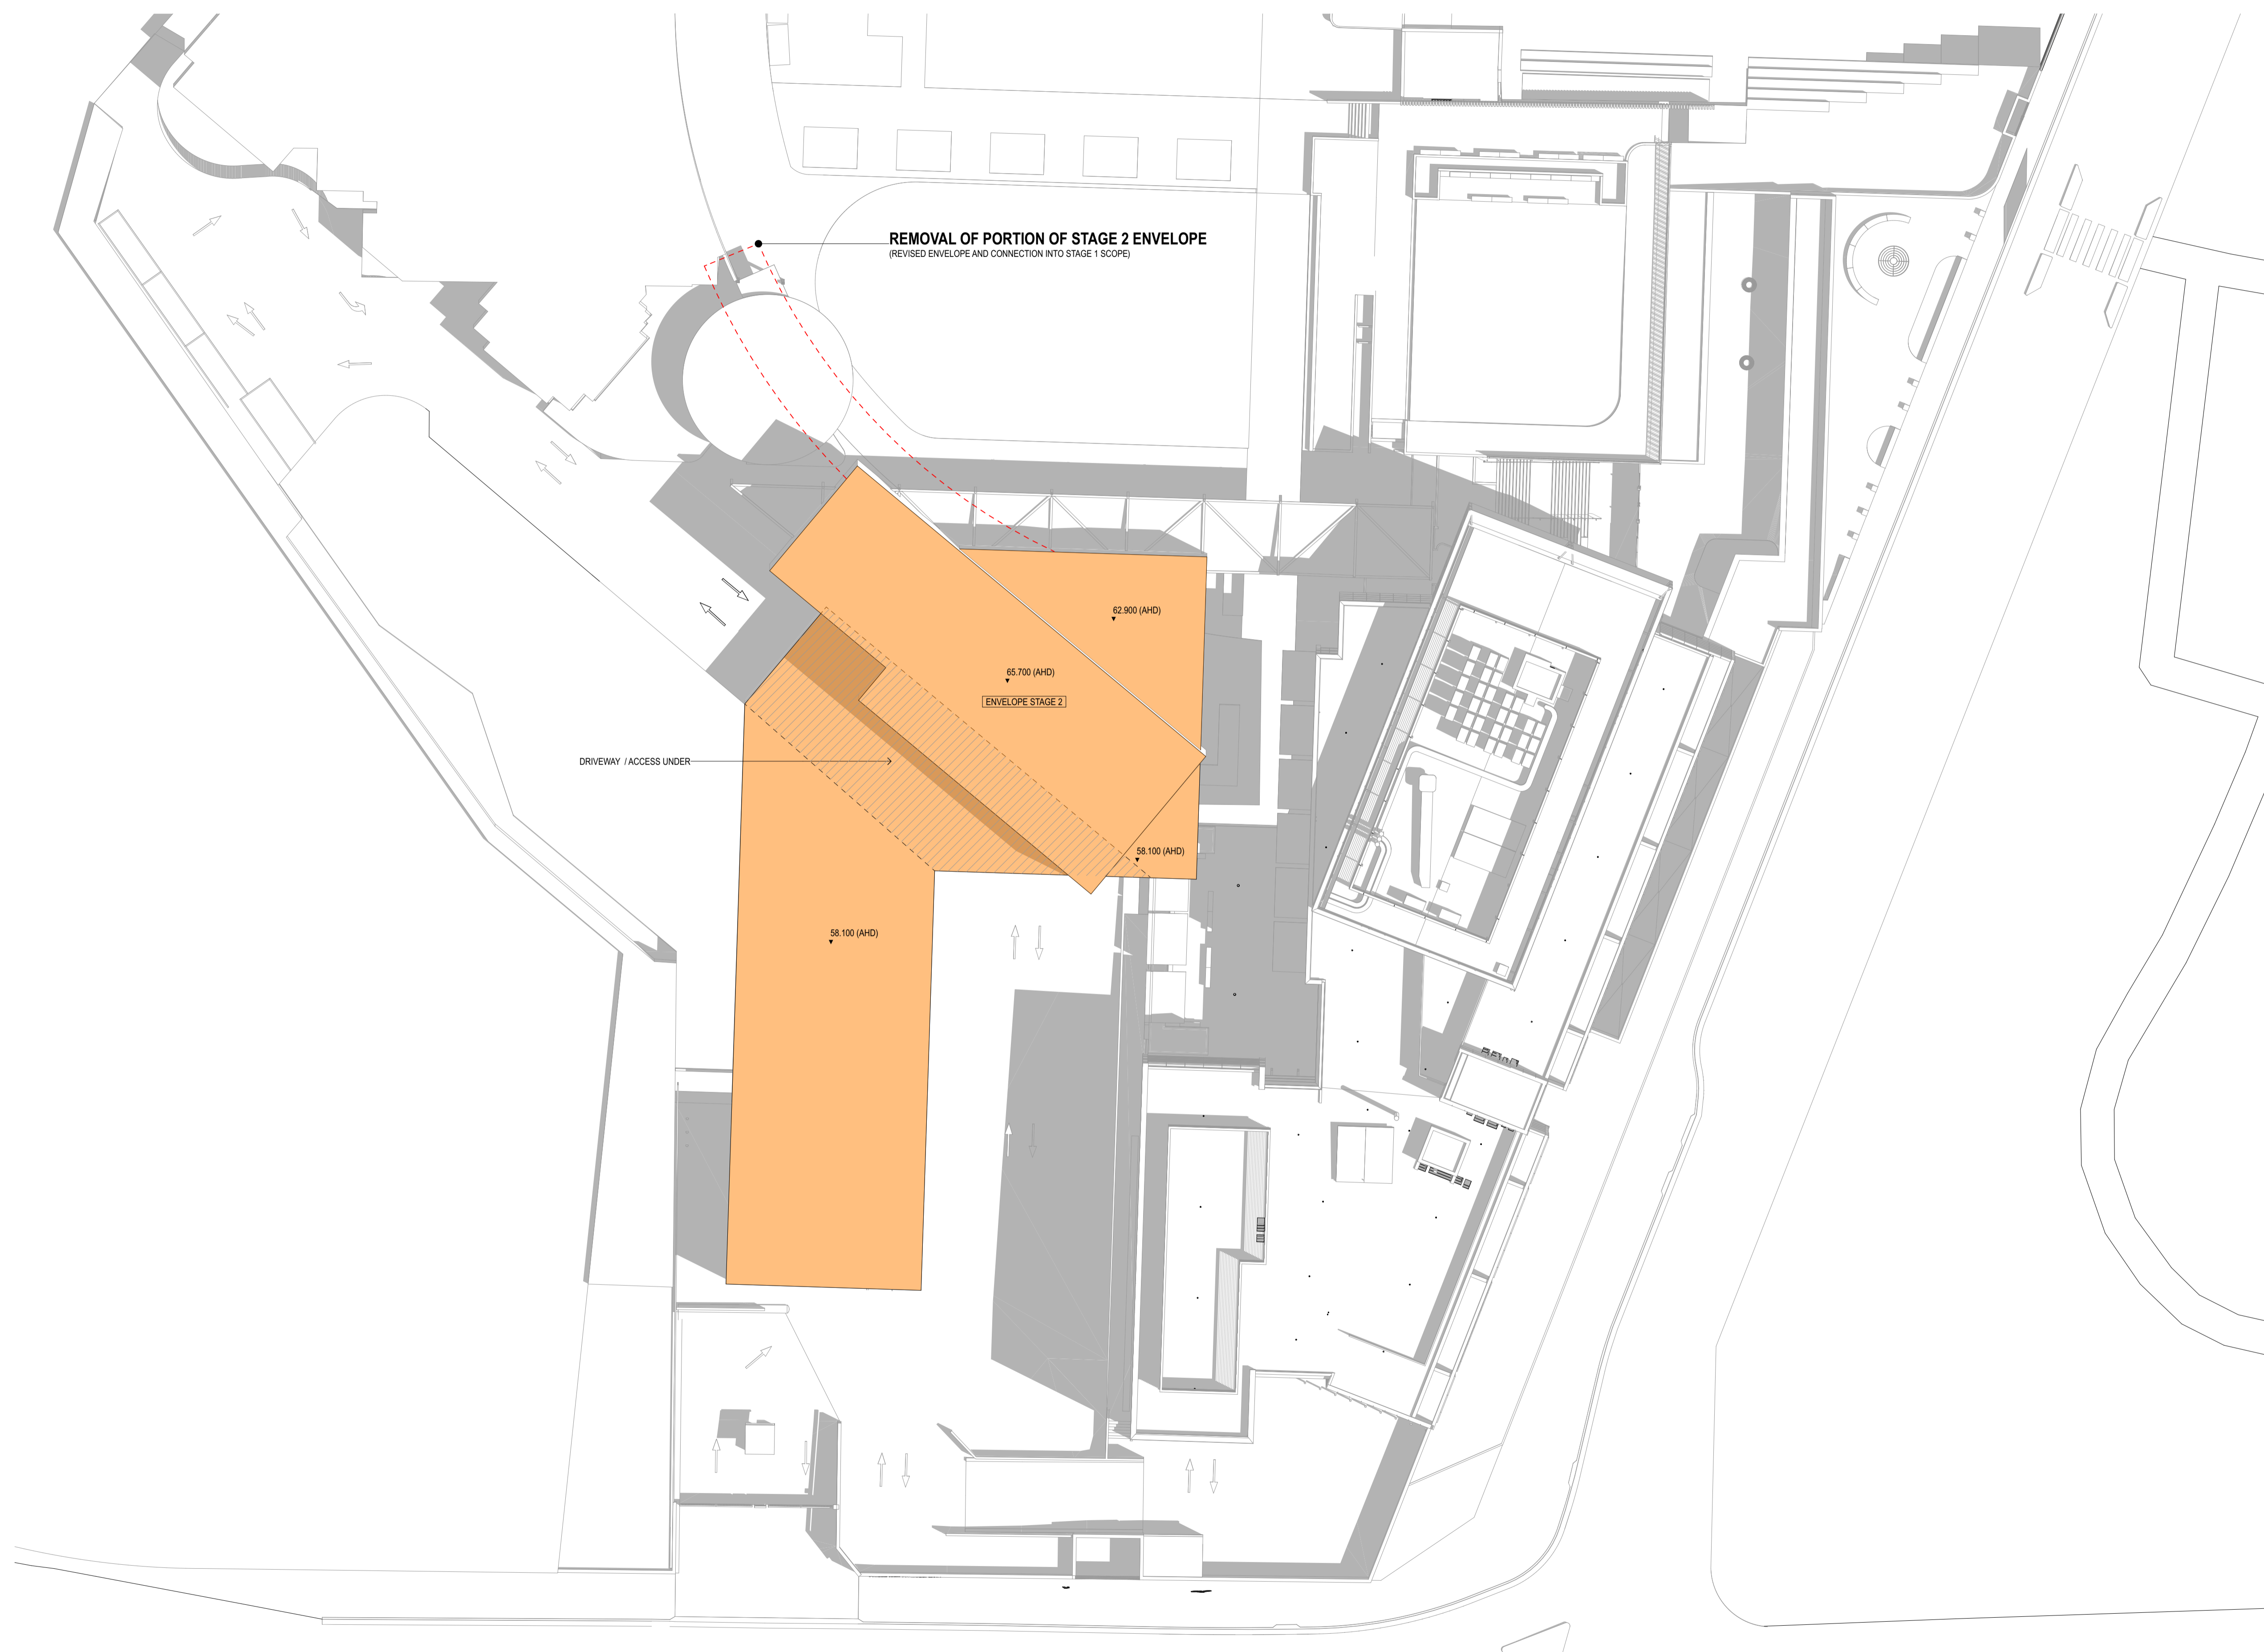 REMOVAL OF PORTION OF STAGE 2 ENVELOPE
(REVISED ENVELOPE AND CONNECTION INTO STAGE 1 SCOPE)
62.900 (AHD)
65.700 (AHD)
ENVELOPE STAGE 2
DRIVEWAY / ACCESS UNDER
58.100 (AHD)
58.100 (AHD)